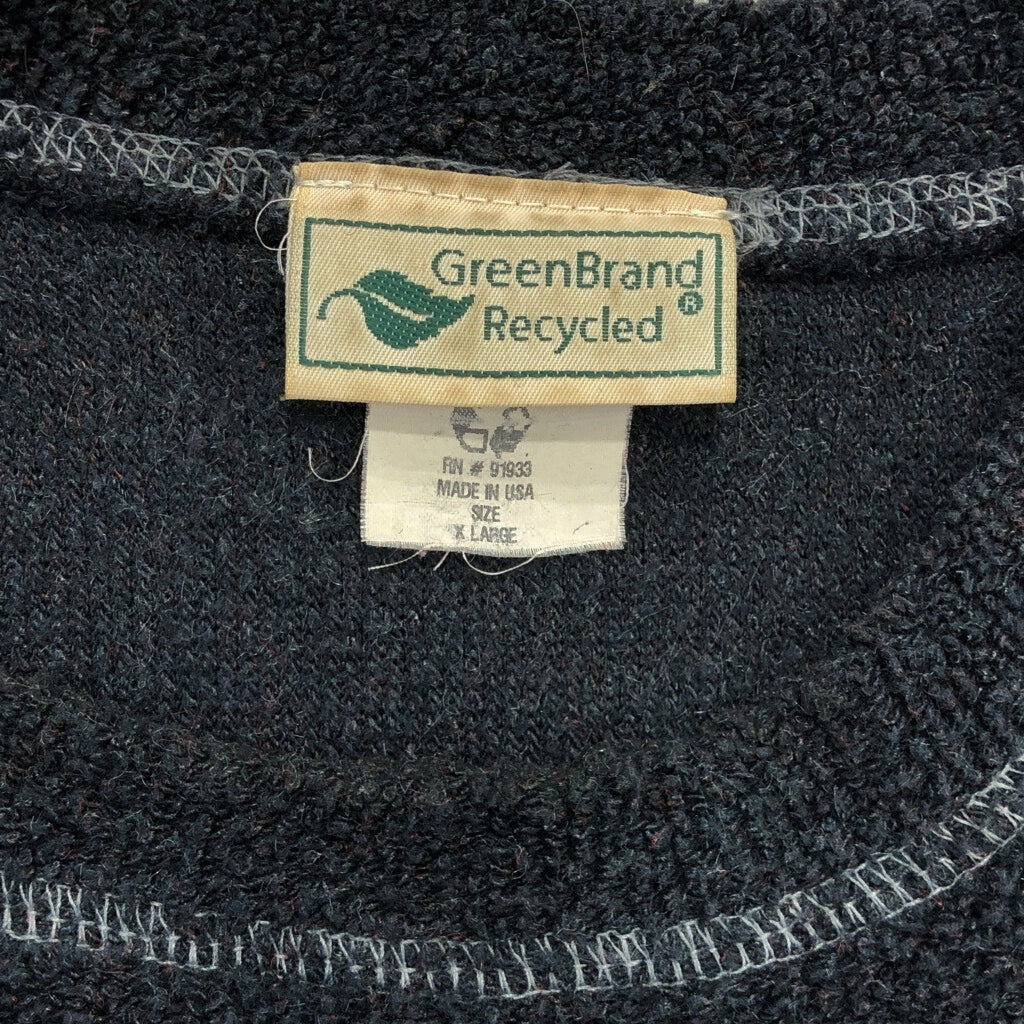 GreenBrand
Recycled®
RN # 91933
MADE IN USA
SIZE
X LARGE